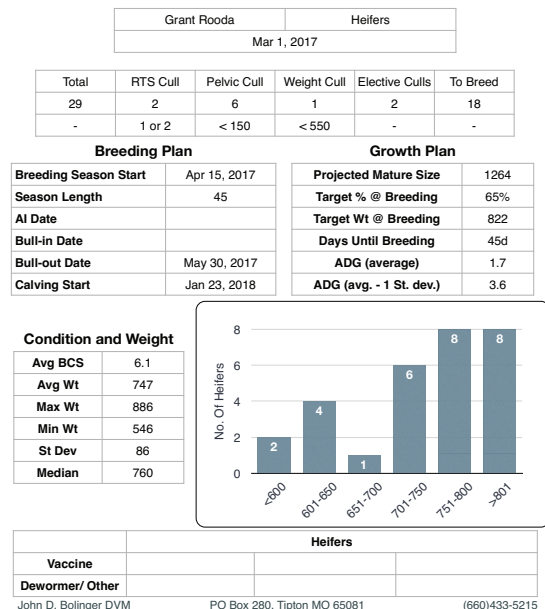 Grant Rooda Heifers
Mar 1, 2017
Total RTS Cull Pelvic Cull Weight Cull Elective Culls To Breed
29 2 6 1 2 18
- 1 or 2 < 150 < 550 - -
Breeding Plan
Breeding Season Start Apr 15, 2017
Season Length 45
AI Date
Bull-in Date
Bull-out Date May 30, 2017
Calving Start Jan 23, 2018
Growth Plan
Projected Mature Size 1264
Target % @ Breeding 65%
Target Wt @ Breeding 822
Days Until Breeding 45d
ADG (average) 1.7
ADG (avg. - 1 St. dev.) 3.6
Condition and Weight
Avg BCS 6.1
Avg Wt 747
Max Wt 886
Min Wt 546
St Dev 86
Median 760
No. Of Heifers
8
6
4
2
0
2 4 1 6 8 8
<600 601-650 651-700 701-750 751-800 >801
Heifers
Vaccine
Dewormer/ Other
John D. Bolinger DVM PO Box 280, Tipton MO 65081 (660)433-5215